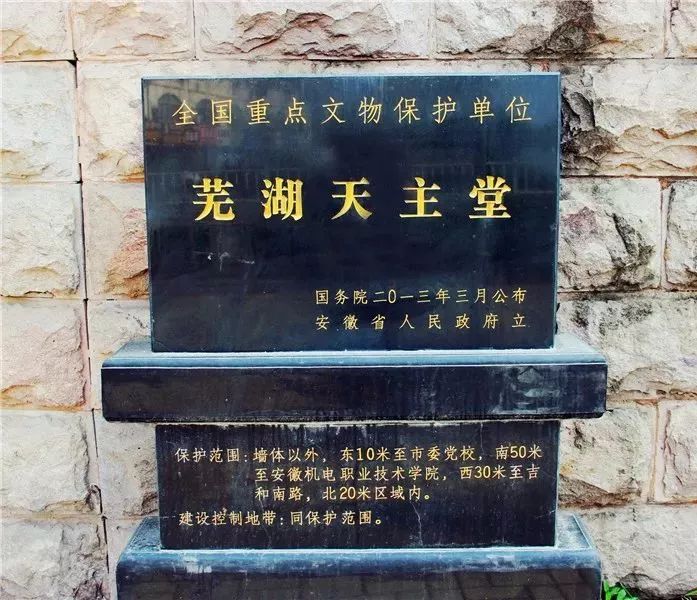 全国重点文物保护单位
芜湖天主堂
国务院二0一三年三月公布
安徽省人民政府立
保护范围：墙体以外，东10米至市委党校，南50米
至安徽机电职业技术学院，西30米至吉
和南路，北20米区域内。
建设控制地带：同保护范围。